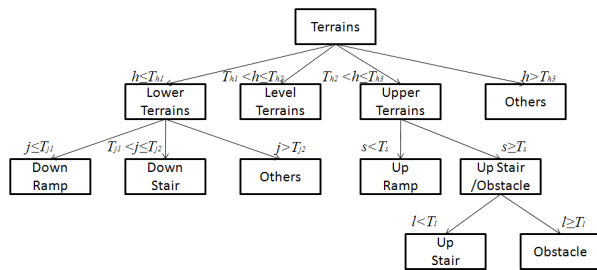 Terrains
h≤Th1
Th1 <h≤Th2
Th2 <h≤Th3
h>Th3
Lower
Terrains
Level
Terrains
Upper
Terrains
Others
j≤Tj1
Tj1 <j≤Tj2
j>Tj2
s<Ts
s≥Ts
Down
Ramp
Down
Stair
Others
Up
Ramp
Up Stair
/Obstacle
l<Tl
l≥Tl
Up
Stair
Obstacle